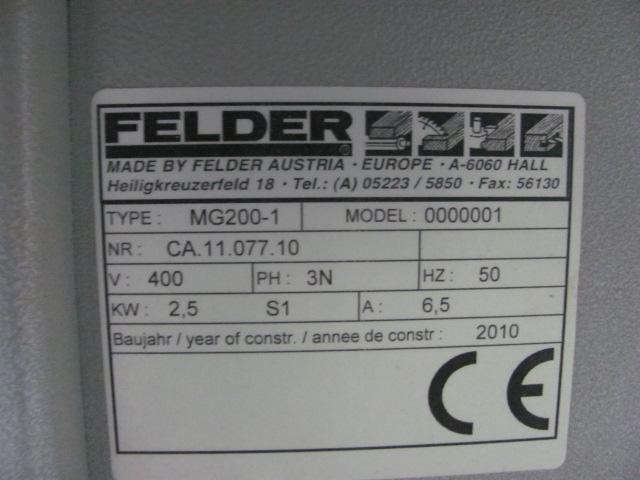 FELDER
MADE BY FELDER AUSTRIA · EUROPE · A-6060 HALL
Heiligkreuzerfeld 18 · Tel.: (A) 05223 / 5850 · Fax: 56130
TYPE : MG200-1 MODEL : 0000001
NR : CA.11.077.10
V : 400 PH : 3N HZ : 50
KW : 2,5 S1 A : 6,5
Baujahr / year of constr. / annee de constr : 2010
CE